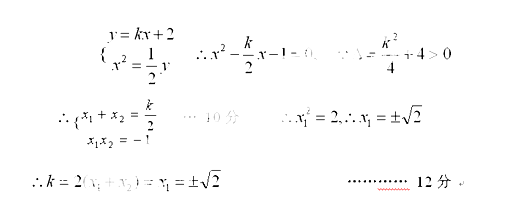 { y = kx + 2
x² = 1/2 y ∴ x² − k/2 x − 1 = 0, ∵ Δ = k²/4 + 4 > 0
∴ { x₁ + x₂ = k/2
x₁x₂ = −1 … 10 分 ∴ x₁² = 2, ∴ x₁ = ±√2
∴ k = 2(x₁ + x₂) = x₁ = ±√2 ………… 12 分